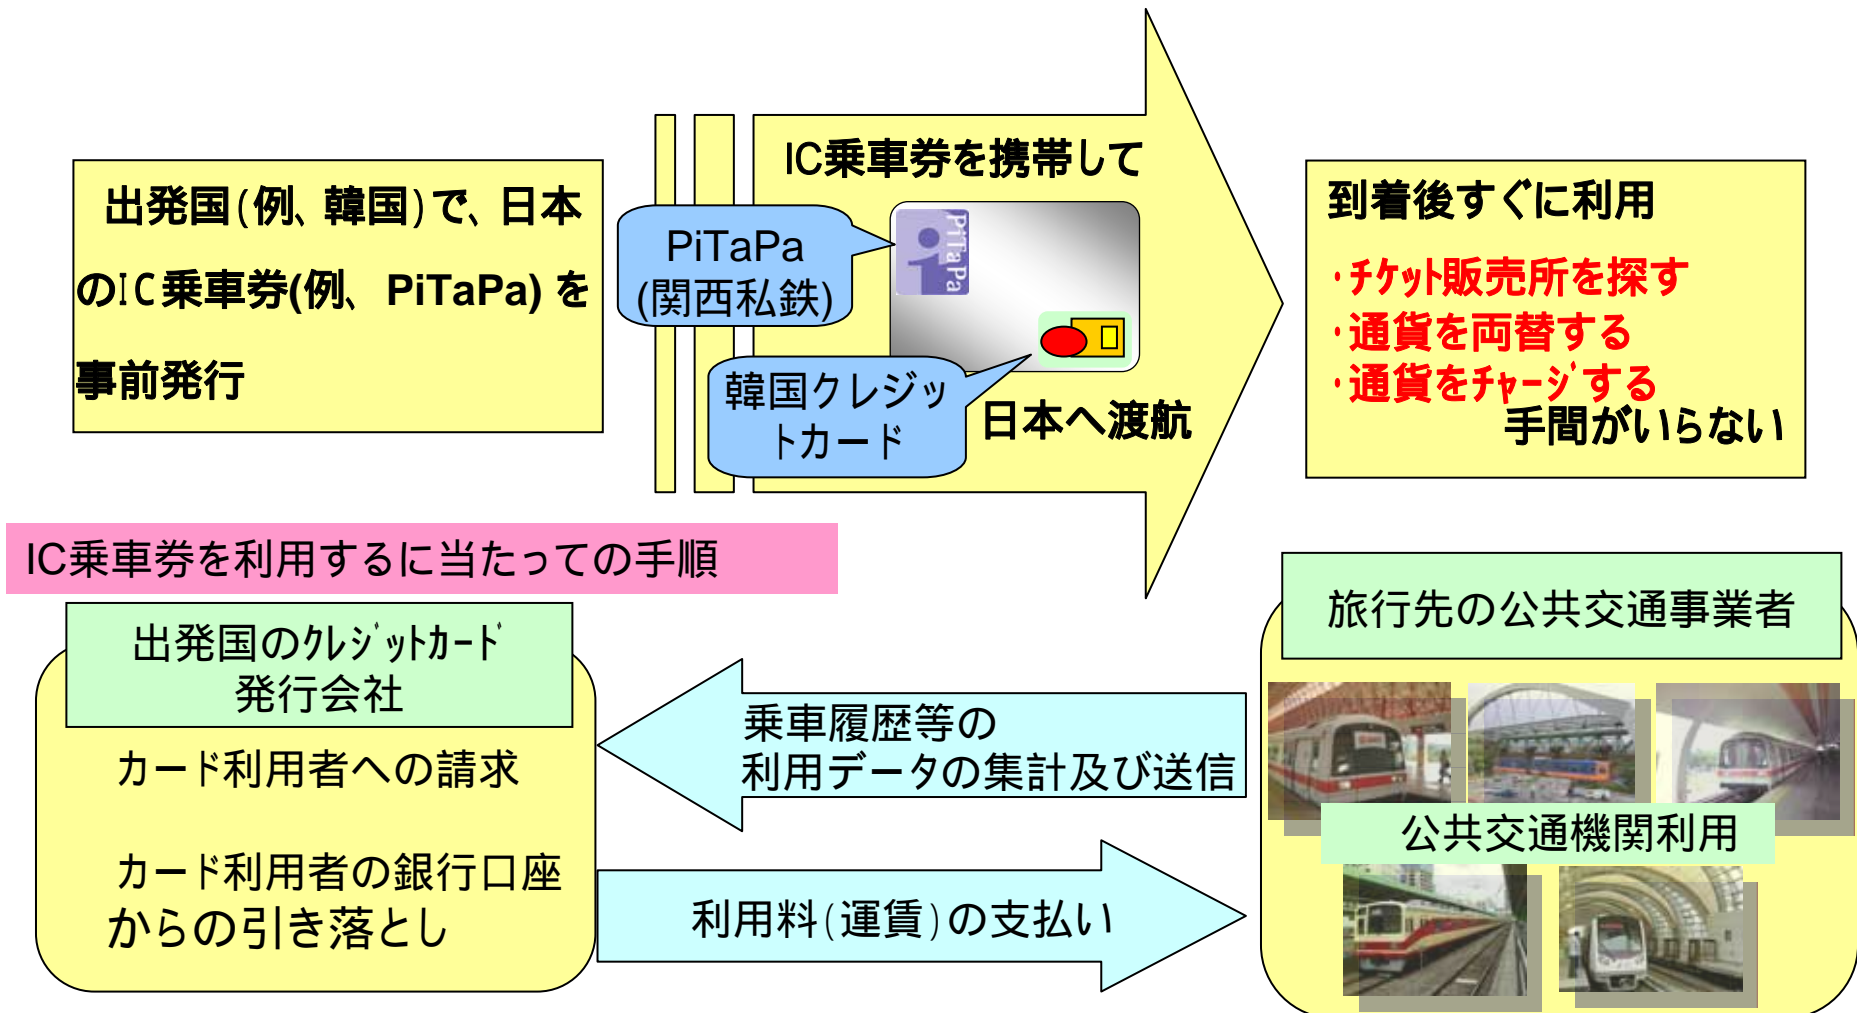 出発国(例、韓国)で、日本
のIC乗車券(例、PiTaPa)を
事前発行
IC乗車券を携帯して
PiTaPa
(関西私鉄)
PiTaPa
韓国クレジッ
トカード
日本へ渡航
到着後すぐに利用
・チケット販売所を探す
・通貨を両替する
・通貨をチャージする
手間がいらない
IC乗車券を利用するに当たっての手順
出発国のクレジットカード
発行会社
カード利用者への請求
カード利用者の銀行口座
からの引き落とし
乗車履歴等の
利用データの集計及び送信
利用料(運賃)の支払い
旅行先の公共交通事業者
公共交通機関利用